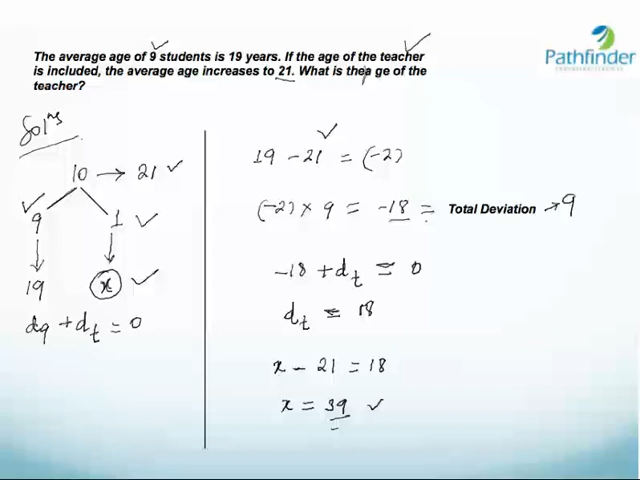 The average age of 9 students is 19 years. If the age of the teacher
is included, the average age increases to 21. What is thea ge of the
teacher?
Pathfinder
Solns
10 → 21 ✓
✓ 9 1 ✓
19 x ✓
d9 + dt = 0
19 - 21 = (-2)
(-2) × 9 = -18 = Total Deviation → 9
-18 + dt = 0
dt = 18
x - 21 = 18
x = 39 ✓